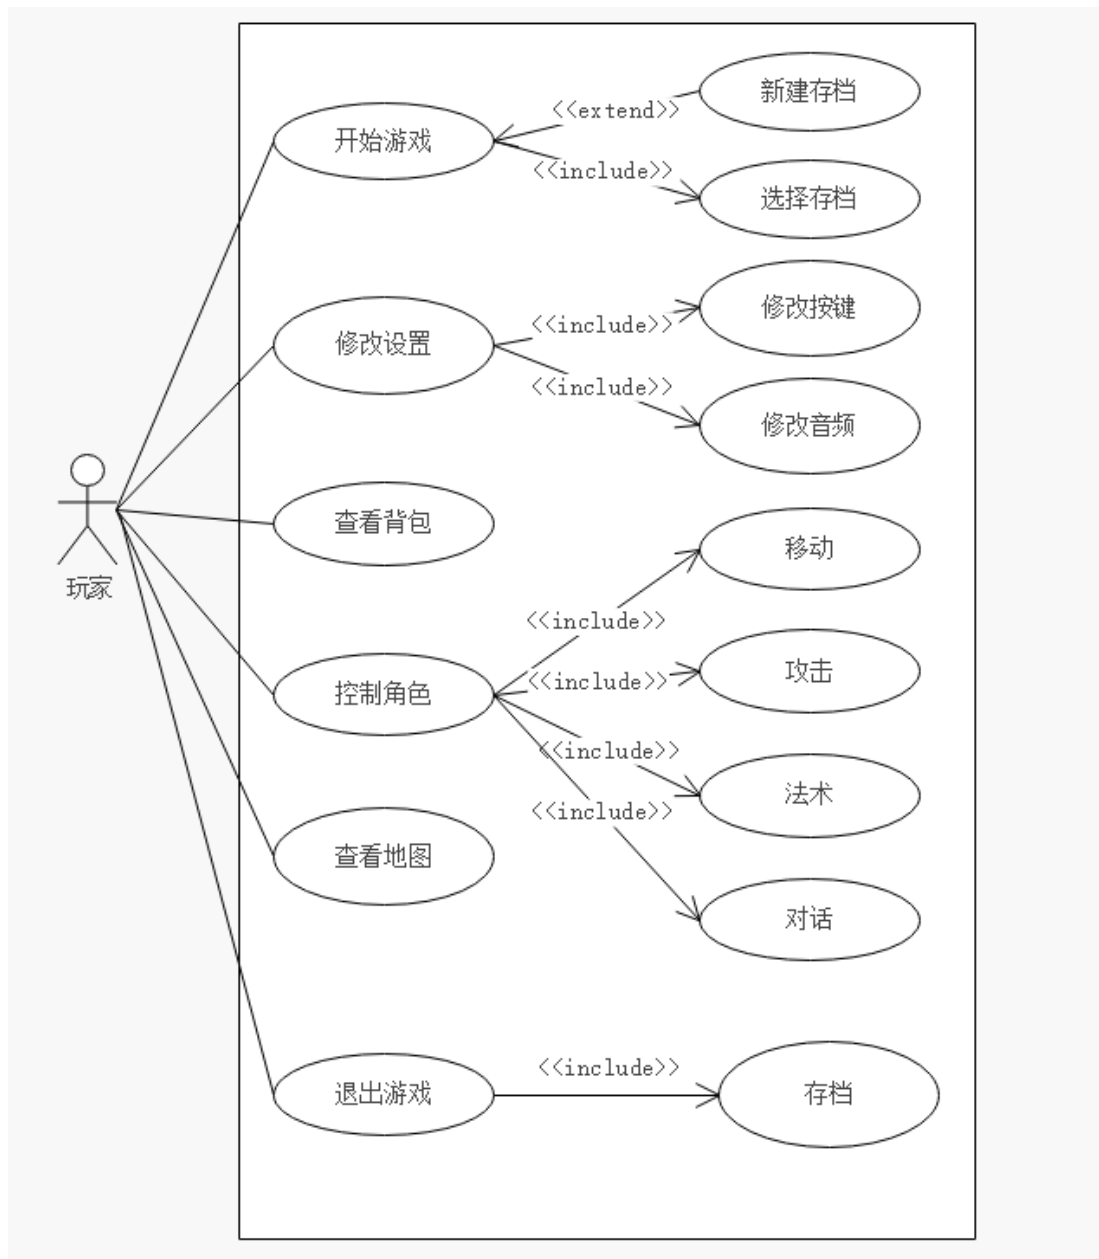 新建存档
<<extend>>
开始游戏
<<include>>
选择存档
修改按键
<<include>>
修改设置
<<include>>
修改音频
查看背包
移动
玩家
<<include>>
攻击
<<include>>
控制角色
<<include>>
法术
<<include>>
查看地图
对话
<<include>>
退出游戏
存档